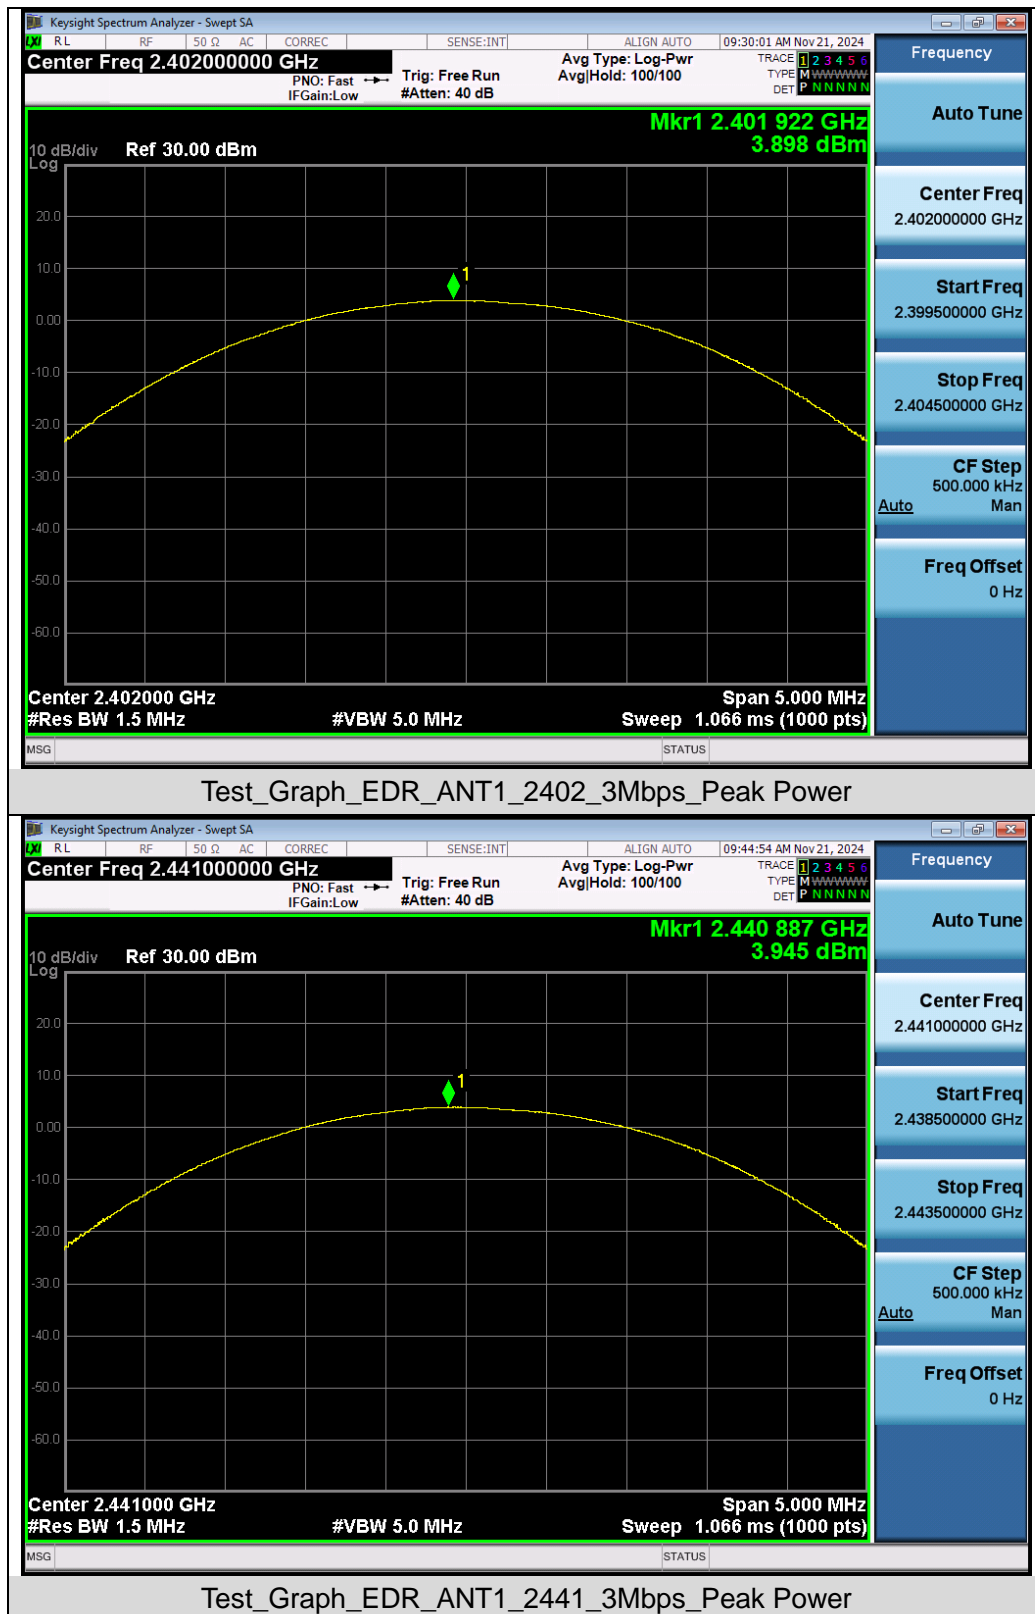 Keysight Spectrum Analyzer - Swept SA
LXI RL RF 50 Ω AC CORREC SENSE:INT ALIGN AUTO 09:30:01 AM Nov 21, 2024
Center Freq 2.402000000 GHz
PNO: Fast
IFGain:Low
Trig: Free Run
#Atten: 40 dB
Avg Type: Log-Pwr
Avg|Hold: 100/100
TRACE 1 2 3 4 5 6
TYPE M WWWWW
DET P N N N N N
Mkr1 2.401 922 GHz
3.898 dBm
10 dB/div Ref 30.00 dBm
Log
20.0
10.0
1
0.00
-10.0
-20.0
-30.0
-40.0
-50.0
-60.0
Center 2.402000 GHz Span 5.000 MHz
#Res BW 1.5 MHz #VBW 5.0 MHz Sweep 1.066 ms (1000 pts)
MSG STATUS
Frequency
Auto Tune
Center Freq
2.402000000 GHz
Start Freq
2.399500000 GHz
Stop Freq
2.404500000 GHz
CF Step
500.000 kHz
Auto Man
Freq Offset
0 Hz
Test_Graph_EDR_ANT1_2402_3Mbps_Peak Power
Keysight Spectrum Analyzer - Swept SA
LXI RL RF 50 Ω AC CORREC SENSE:INT ALIGN AUTO 09:44:54 AM Nov 21, 2024
Center Freq 2.441000000 GHz
PNO: Fast
IFGain:Low
Trig: Free Run
#Atten: 40 dB
Avg Type: Log-Pwr
Avg|Hold: 100/100
TRACE 1 2 3 4 5 6
TYPE M WWWWW
DET P N N N N N
Mkr1 2.440 887 GHz
3.945 dBm
10 dB/div Ref 30.00 dBm
Log
20.0
10.0
1
0.00
-10.0
-20.0
-30.0
-40.0
-50.0
-60.0
Center 2.441000 GHz Span 5.000 MHz
#Res BW 1.5 MHz #VBW 5.0 MHz Sweep 1.066 ms (1000 pts)
MSG STATUS
Frequency
Auto Tune
Center Freq
2.441000000 GHz
Start Freq
2.438500000 GHz
Stop Freq
2.443500000 GHz
CF Step
500.000 kHz
Auto Man
Freq Offset
0 Hz
Test_Graph_EDR_ANT1_2441_3Mbps_Peak Power